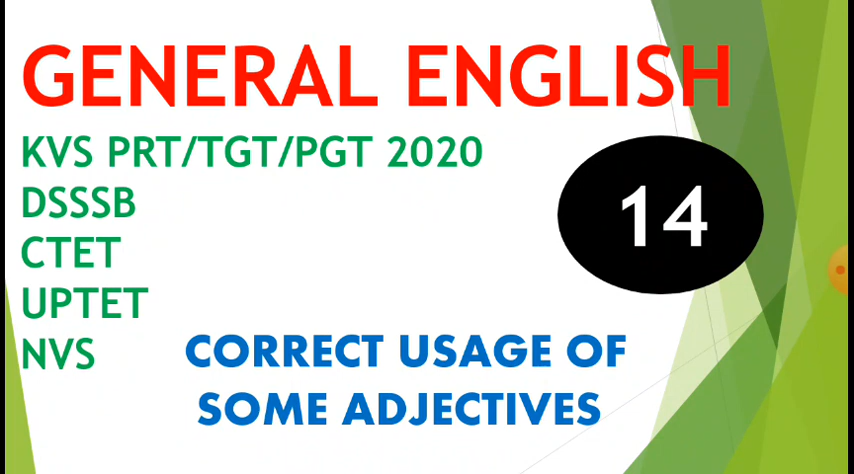 GENERAL ENGLISH
KVS PRT/TGT/PGT 2020
DSSSB
CTET
UPTET
NVS
14
CORRECT USAGE OF
SOME ADJECTIVES